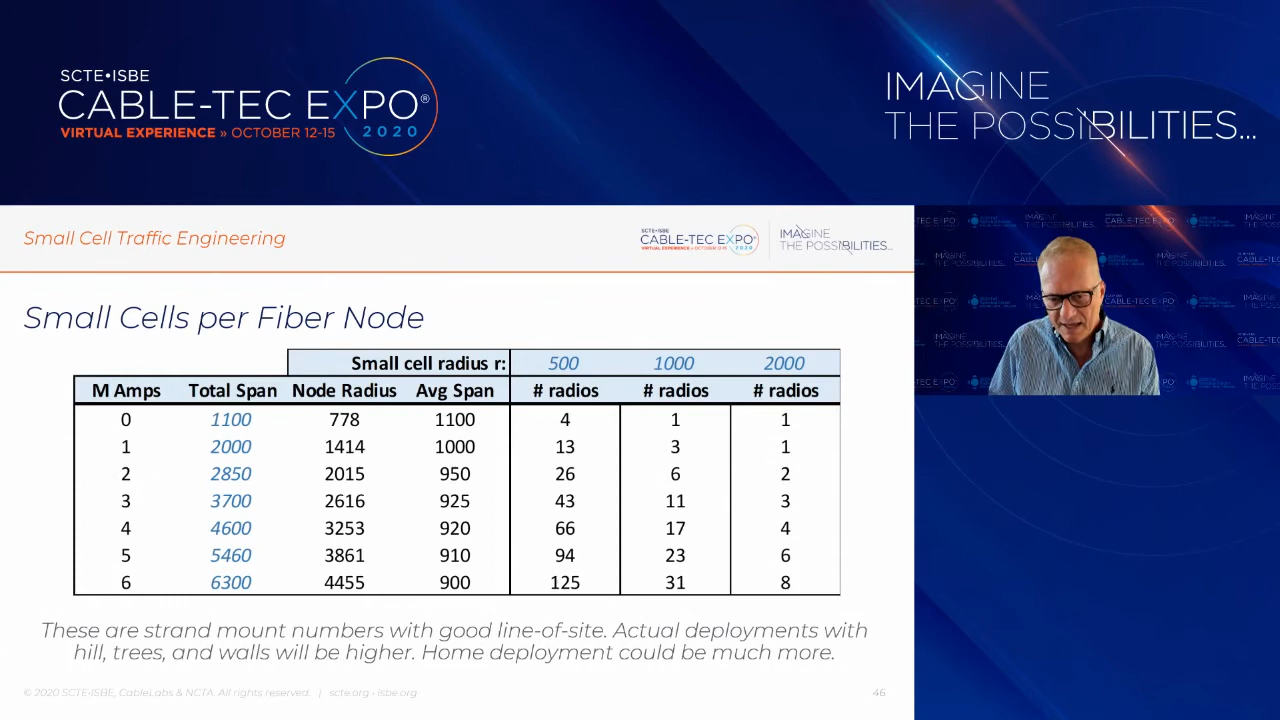 SCTE•ISBE
CABLE-TEC EXPO®
VIRTUAL EXPERIENCE » OCTOBER 12-15
2020
IMAGINE
THE POSSIBILITIES...
Small Cell Traffic Engineering
SCTE•ISBE
CABLE-TEC EXPO®
2020
IMAGINE
THE POSSIBILITIES...
Small Cells per Fiber Node
Small cell radius r: 500 1000 2000
M Amps Total Span Node Radius Avg Span # radios # radios # radios
0 1100 778 1100 4 1 1
1 2000 1414 1000 13 3 1
2 2850 2015 950 26 6 2
3 3700 2616 925 43 11 3
4 4600 3253 920 66 17 4
5 5460 3861 910 94 23 6
6 6300 4455 900 125 31 8
These are strand mount numbers with good line-of-site. Actual deployments with
hill, trees, and walls will be higher. Home deployment could be much more.
© 2020 SCTE•ISBE, CableLabs & NCTA. All rights reserved. | scte.org • isbe.org
46